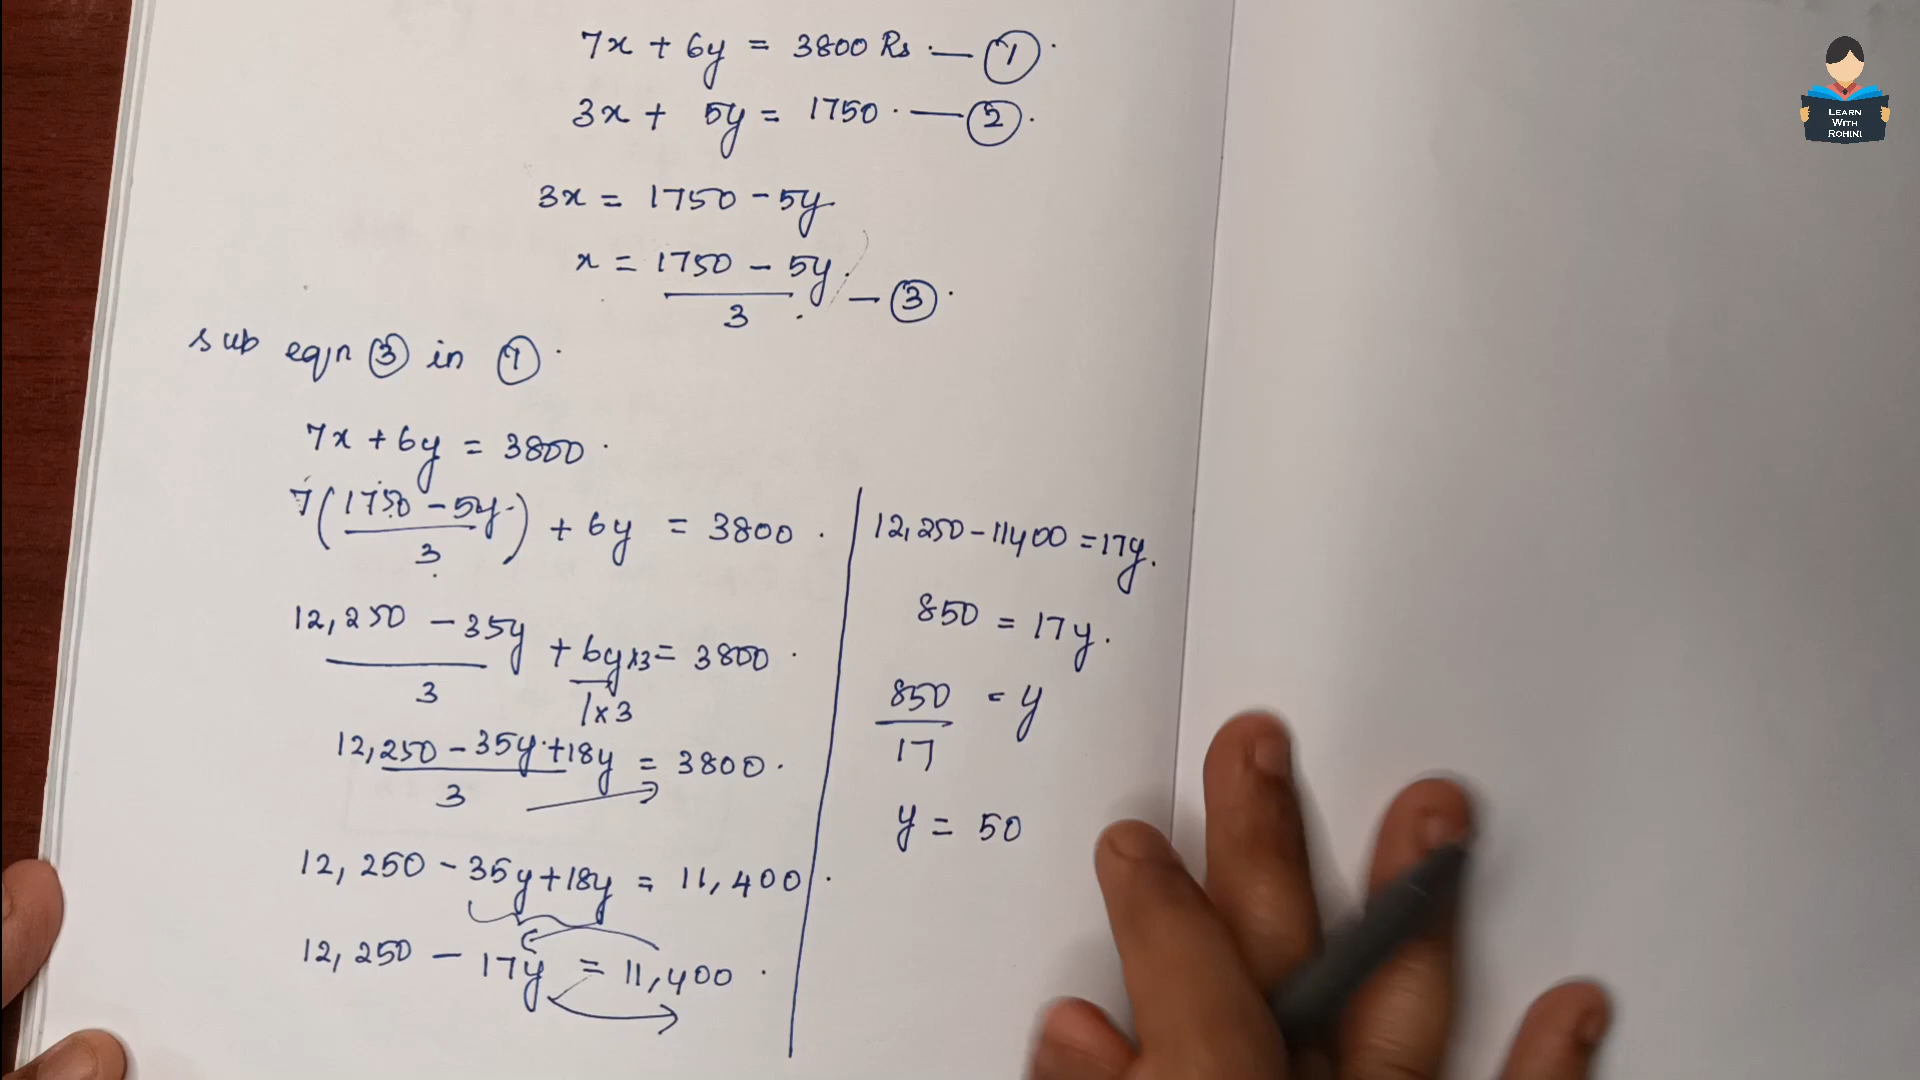 7x + 6y = 3800 Rs. — ①.
3x + 5y = 1750. — ②.
3x = 1750 - 5y
x = 1750 - 5y. — ③.
3
sub eqn ③ in ①.
7x + 6y = 3800.
7(1750 - 5y) + 6y = 3800.
3
12,250 - 35y + 6y×3 = 3800.
3 1×3
12,250 - 35y + 18y = 3800.
3
12,250 - 35y + 18y = 11,400.
12,250 - 17y = 11,400.
12,250 - 11400 = 17y.
850 = 17y.
850 = y
17
y = 50
LEARN
WITH
ROHINI